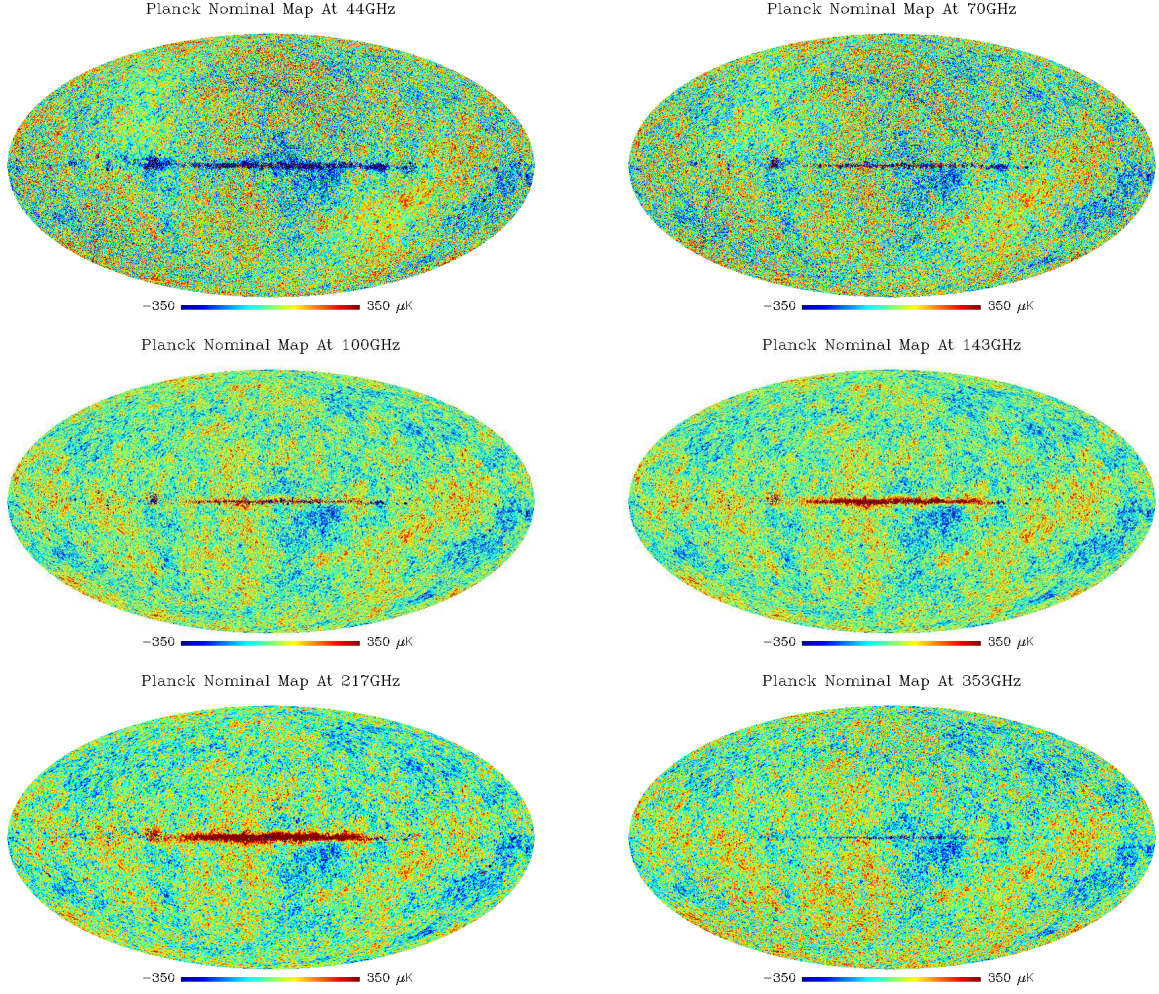 Planck Nominal Map At 44GHz
Planck Nominal Map At 70GHz
−350 350 μK
−350 350 μK
Planck Nominal Map At 100GHz
Planck Nominal Map At 143GHz
−350 350 μK
−350 350 μK
Planck Nominal Map At 217GHz
Planck Nominal Map At 353GHz
−350 350 μK
−350 350 μK